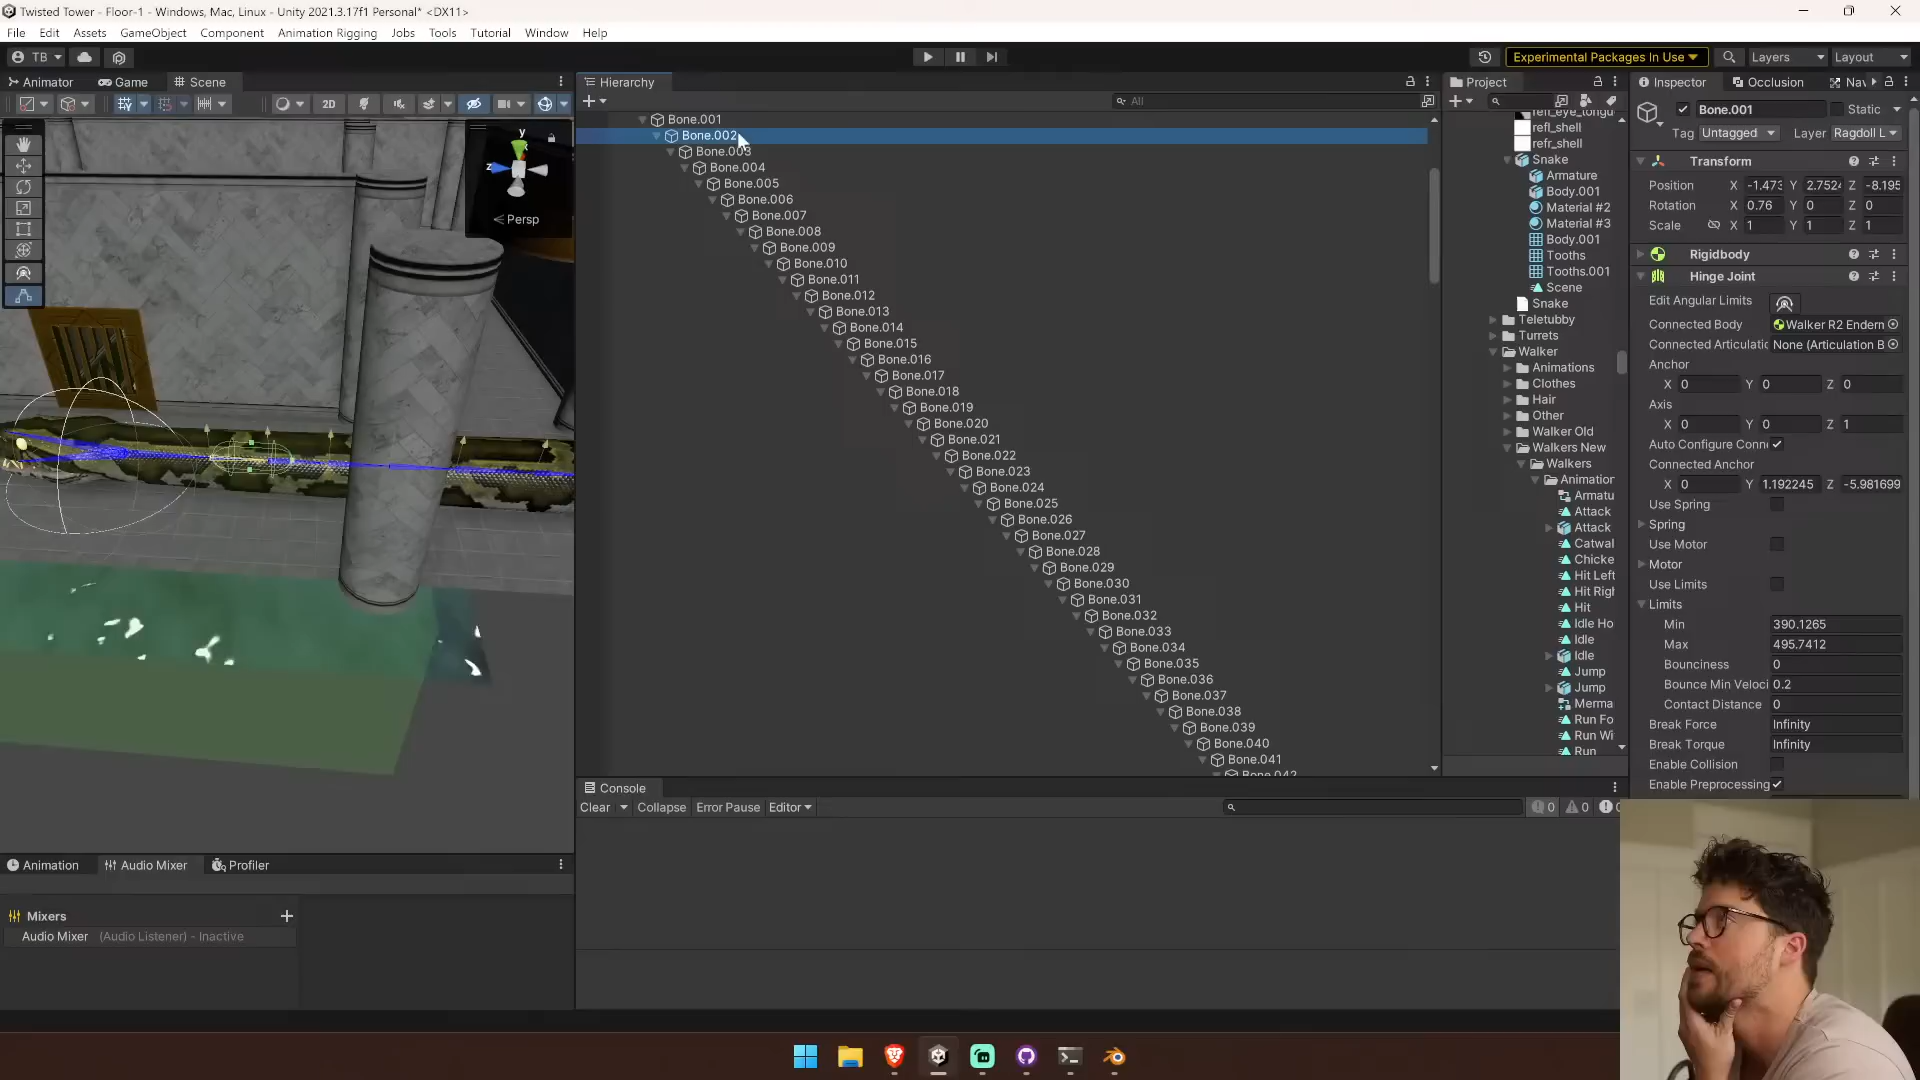 Twisted Tower - Floor-1 - Windows, Mac, Linux - Unity 2021.3.17f1 Personal* <DX11>
File Edit Assets GameObject Component Animation Rigging Jobs Tools Tutorial Window Help
TB Experimental Packages In Use Layers Layout
Animator Game Scene
2D
y
z
Persp
Hierarchy
All
Bone.001
Bone.002
Bone.003
Bone.004
Bone.005
Bone.006
Bone.007
Bone.008
Bone.009
Bone.010
Bone.011
Bone.012
Bone.013
Bone.014
Bone.015
Bone.016
Bone.017
Bone.018
Bone.019
Bone.020
Bone.021
Bone.022
Bone.023
Bone.024
Bone.025
Bone.026
Bone.027
Bone.028
Bone.029
Bone.030
Bone.031
Bone.032
Bone.033
Bone.034
Bone.035
Bone.036
Bone.037
Bone.038
Bone.039
Bone.040
Bone.041
Bone.042
Project
refl_shell
refr_shell
Snake
Armature
Body.001
Material #2
Material #3
Body.001
Tooths
Tooths.001
Scene
Snake
Teletubby
Turrets
Walker
Animations
Clothes
Hair
Other
Walker Old
Walkers New
Walkers
Animation
Armatu
Attack
Attack
Catwal
Chicke
Hit Left
Hit Righ
Hit
Idle Ho
Idle
Idle
Jump
Jump
Merma
Run Fo
Run Wi
Run
Inspector Occlusion Nav
Bone.001 Static
Tag Untagged Layer Ragdoll L
Transform
Position X -1.473 Y 2.7524 Z -8.195
Rotation X 0.76 Y 0 Z 0
Scale X 1 Y 1 Z 1
Rigidbody
Hinge Joint
Edit Angular Limits
Connected Body Walker R2 Enderm
Connected Articulatic None (Articulation B
Anchor
X 0 Y 0 Z 0
Axis
X 0 Y 0 Z 1
Auto Configure Conn
Connected Anchor
X 0 Y 1.192245 Z -5.981699
Use Spring
Spring
Use Motor
Motor
Use Limits
Limits
Min 390.1265
Max 495.7412
Bounciness 0
Bounce Min Veloci 0.2
Contact Distance 0
Break Force Infinity
Break Torque Infinity
Enable Collision
Enable Preprocessing
Console
Clear Collapse Error Pause Editor 0 0
Animation Audio Mixer Profiler
Mixers
Audio Mixer (Audio Listener) - Inactive